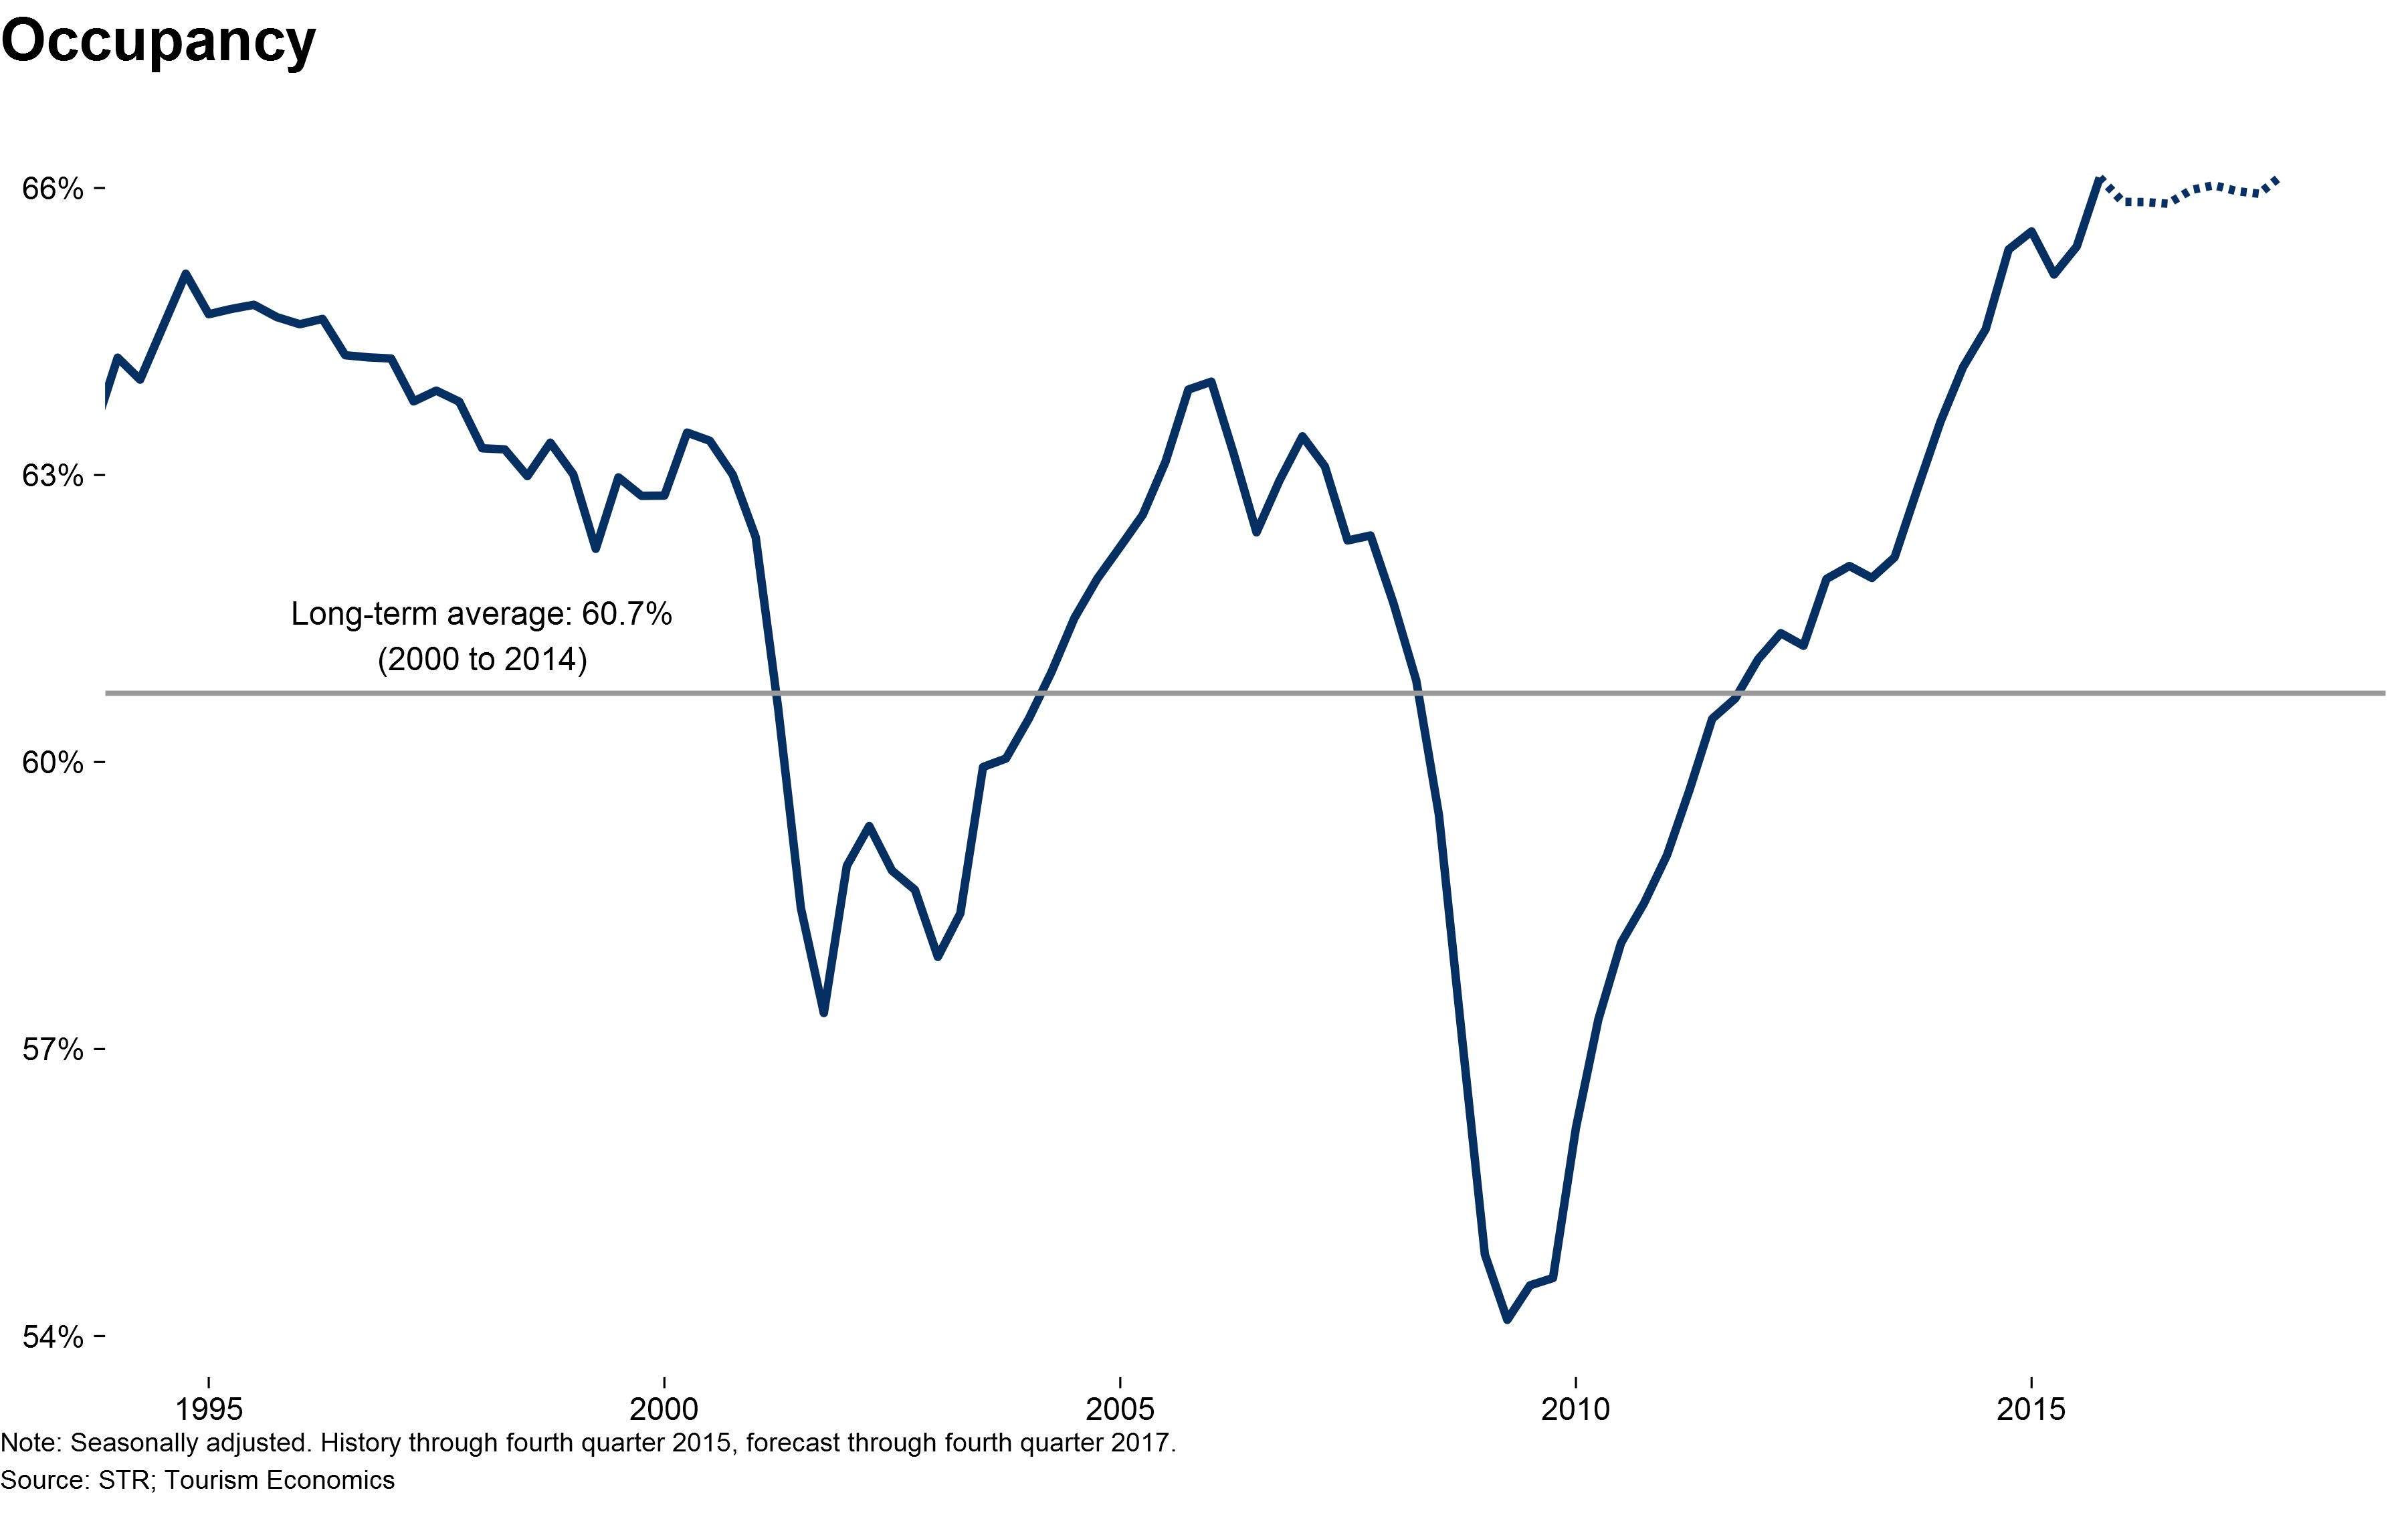 Occupancy
66%
63%
60%
57%
54%
Long-term average: 60.7%
(2000 to 2014)
1995
2000
2005
2010
2015
Note: Seasonally adjusted. History through fourth quarter 2015, forecast through fourth quarter 2017.
Source: STR; Tourism Economics